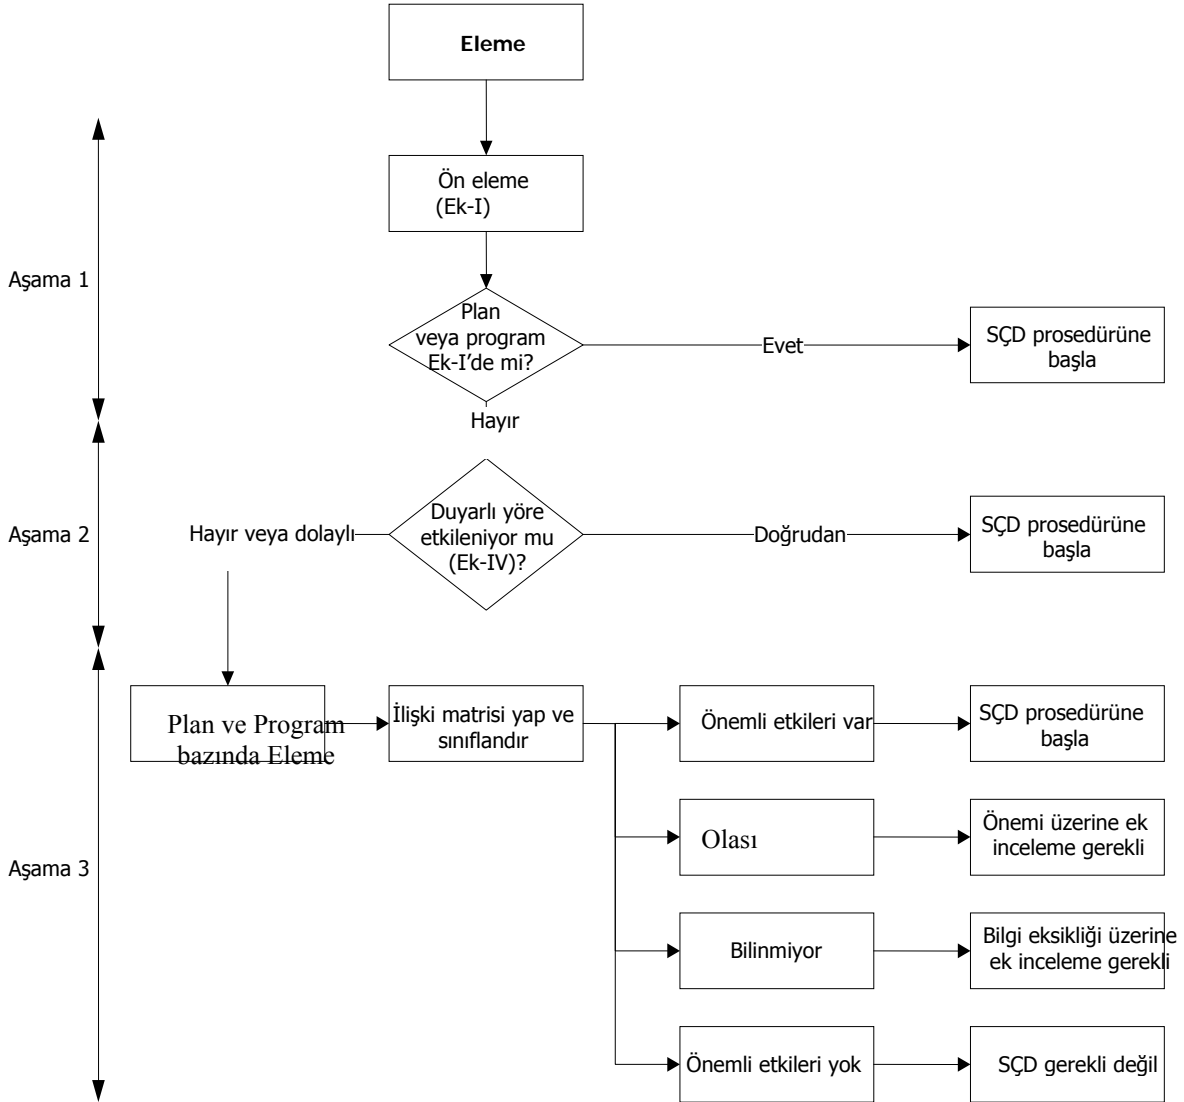 Eleme
Ön eleme
(Ek-I)
Aşama 1
Plan
veya program
Ek-I'de mi?
Evet
SÇD prosedürüne
başla
Hayır
Aşama 2
Hayır veya dolaylı
Duyarlı yöre
etkileniyor mu
(Ek-IV)?
Doğrudan
SÇD prosedürüne
başla
Plan ve Program
bazında Eleme
İlişki matrisi yap ve
sınıflandır
Önemli etkileri var
SÇD prosedürüne
başla
Aşama 3
Olası
Önemi üzerine ek
inceleme gerekli
Bilinmiyor
Bilgi eksikliği üzerine
ek inceleme gerekli
Önemli etkileri yok
SÇD gerekli değil